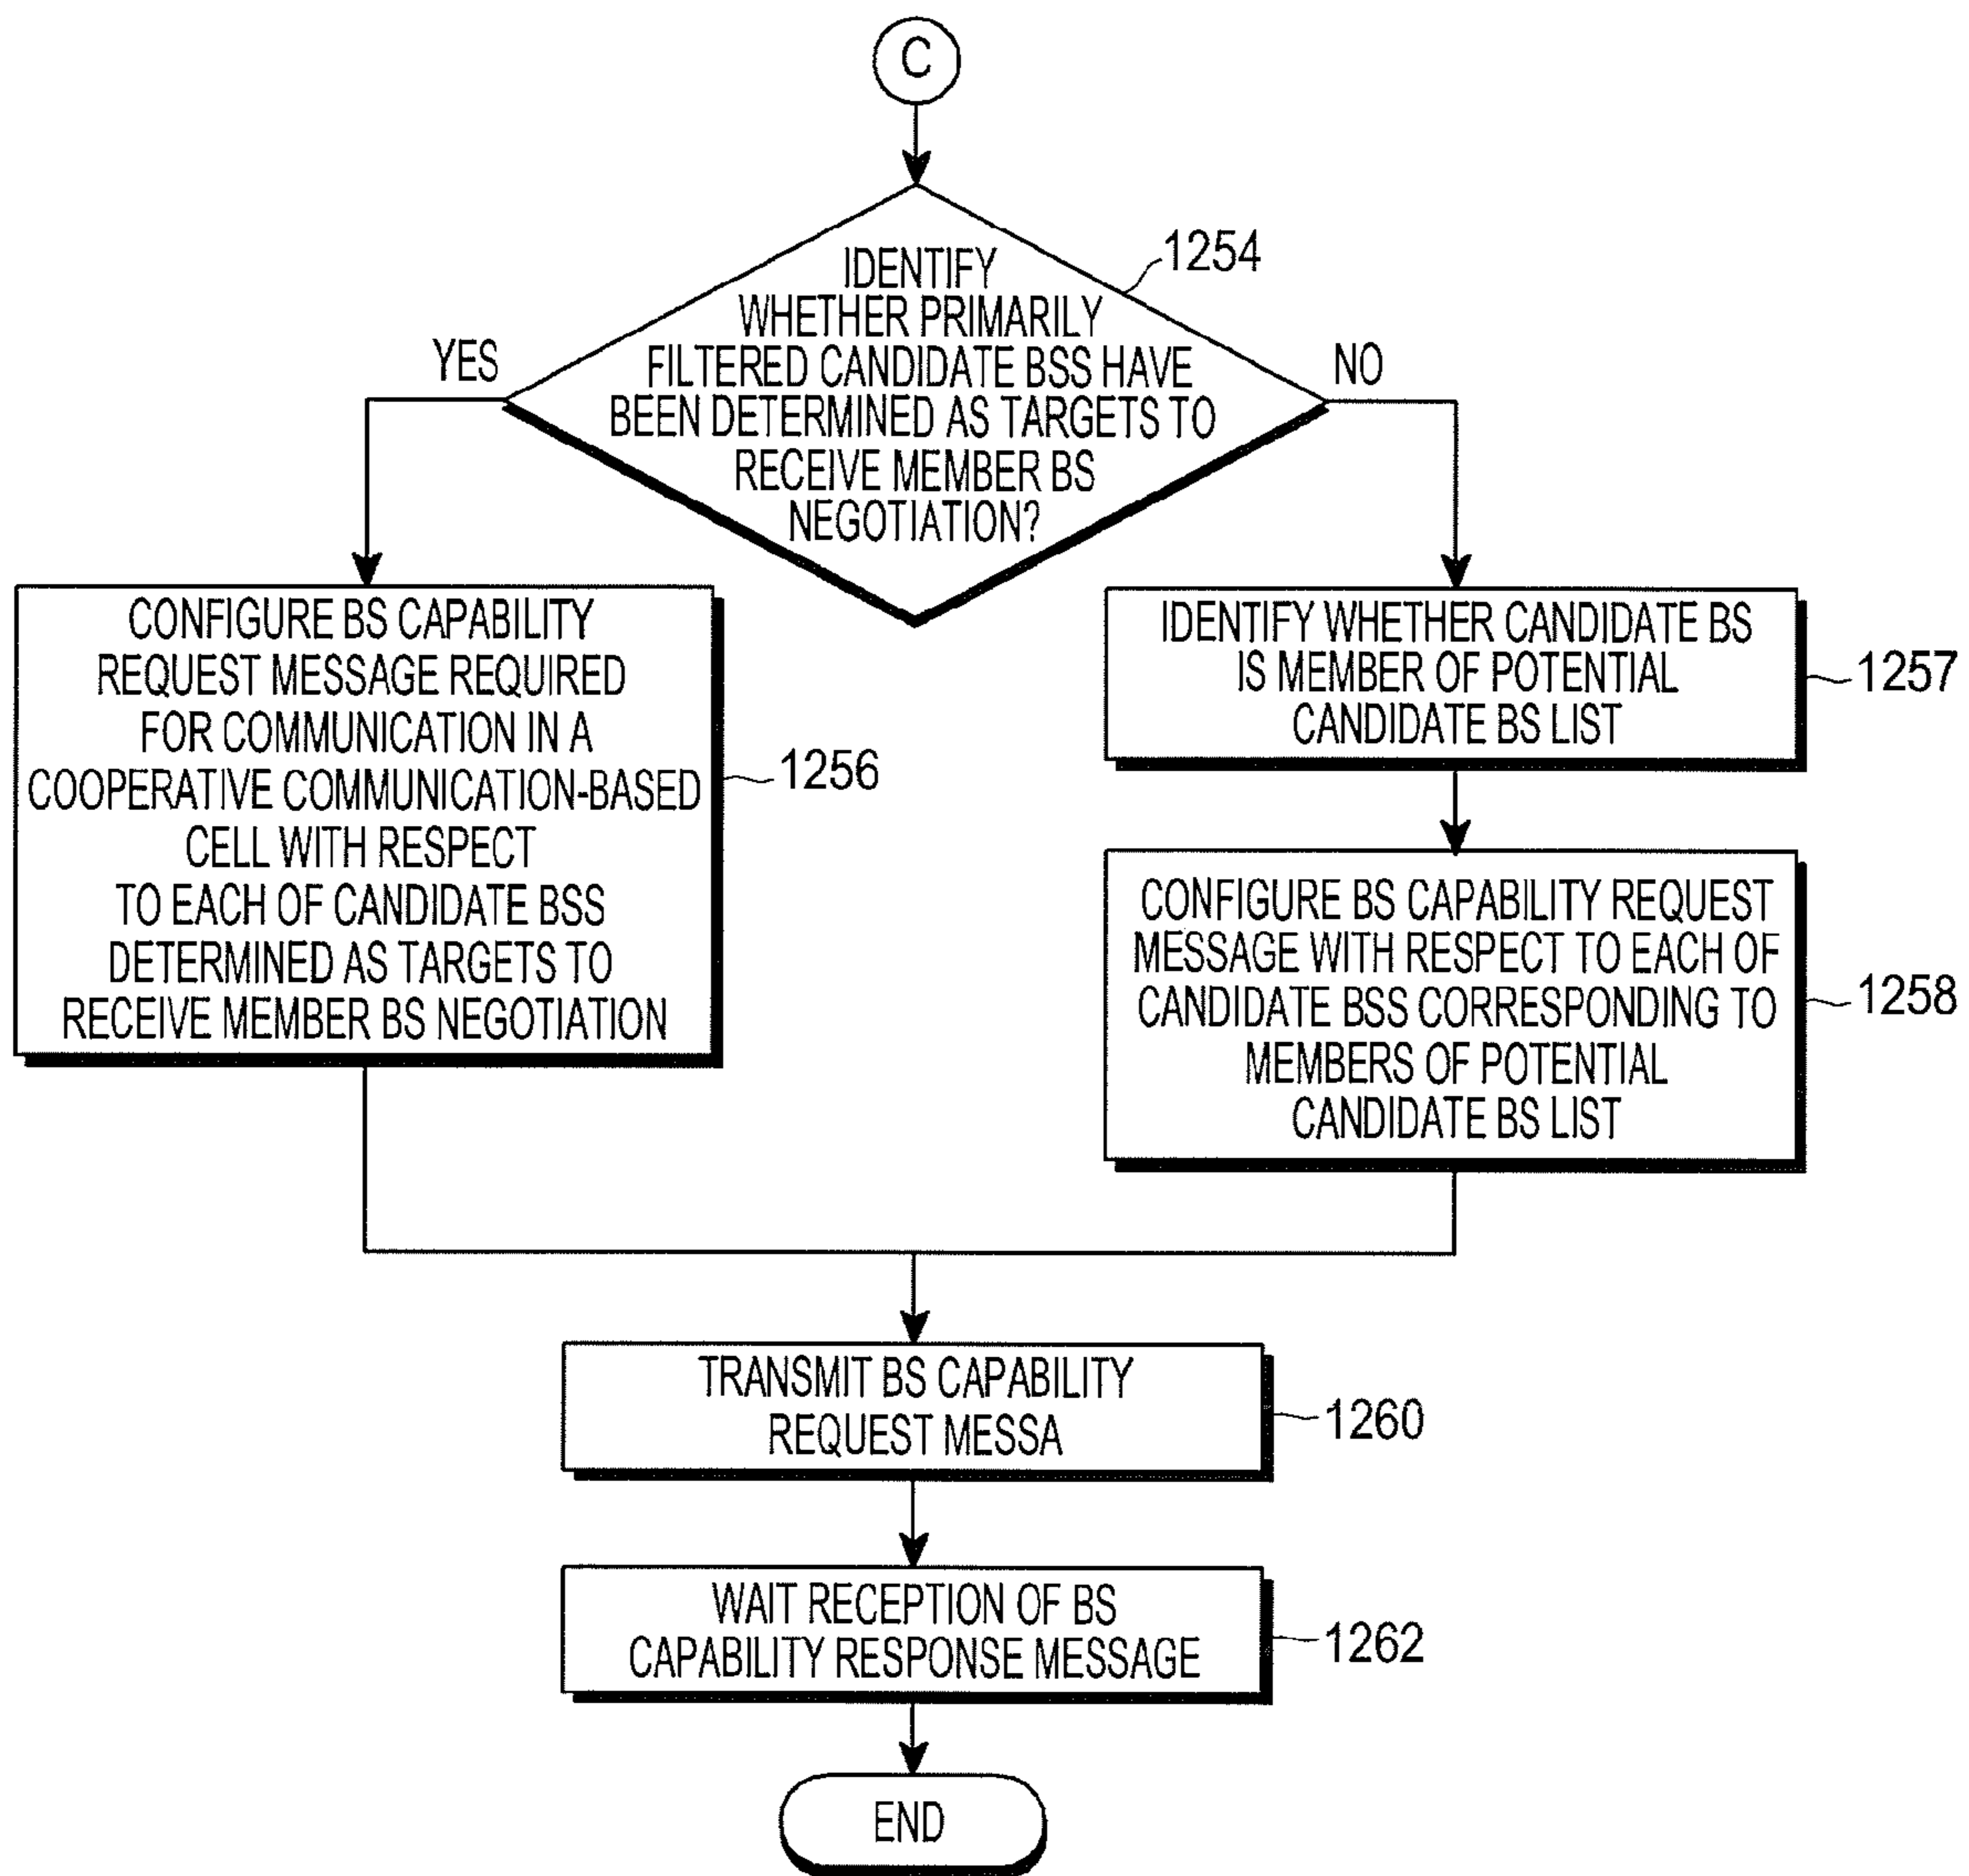 C
IDENTIFY
WHETHER PRIMARILY
FILTERED CANDIDATE BSS HAVE
BEEN DETERMINED AS TARGETS TO
RECEIVE MEMBER BS
NEGOTIATION?
1254
YES
NO
CONFIGURE BS CAPABILITY
REQUEST MESSAGE REQUIRED
FOR COMMUNICATION IN A
COOPERATIVE COMMUNICATION-BASED
CELL WITH RESPECT
TO EACH OF CANDIDATE BSS
DETERMINED AS TARGETS TO
RECEIVE MEMBER BS NEGOTIATION
1256
IDENTIFY WHETHER CANDIDATE BS
IS MEMBER OF POTENTIAL
CANDIDATE BS LIST
1257
CONFIGURE BS CAPABILITY REQUEST
MESSAGE WITH RESPECT TO EACH OF
CANDIDATE BSS CORRESPONDING TO
MEMBERS OF POTENTIAL
CANDIDATE BS LIST
1258
TRANSMIT BS CAPABILITY
REQUEST MESSA
1260
WAIT RECEPTION OF BS
CAPABILITY RESPONSE MESSAGE
1262
END